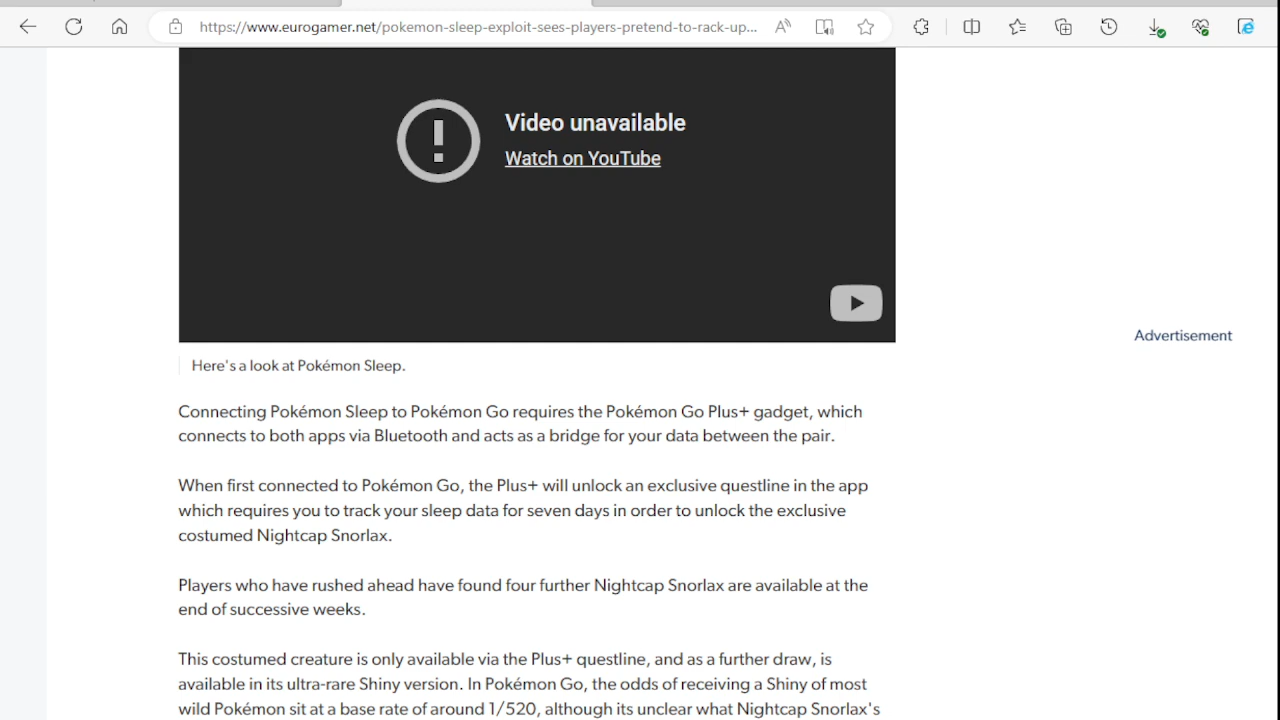 https://www.eurogamer.net/pokemon-sleep-exploit-sees-players-pretend-to-rack-up...
Video unavailable
Watch on YouTube
Advertisement
Here's a look at Pokémon Sleep.
Connecting Pokémon Sleep to Pokémon Go requires the Pokémon Go Plus+ gadget, which
connects to both apps via Bluetooth and acts as a bridge for your data between the pair.
When first connected to Pokémon Go, the Plus+ will unlock an exclusive questline in the app
which requires you to track your sleep data for seven days in order to unlock the exclusive
costumed Nightcap Snorlax.
Players who have rushed ahead have found four further Nightcap Snorlax are available at the
end of successive weeks.
This costumed creature is only available via the Plus+ questline, and as a further draw, is
available in its ultra-rare Shiny version. In Pokémon Go, the odds of receiving a Shiny of most
wild Pokémon sit at a base rate of around 1/520, although its unclear what Nightcap Snorlax's